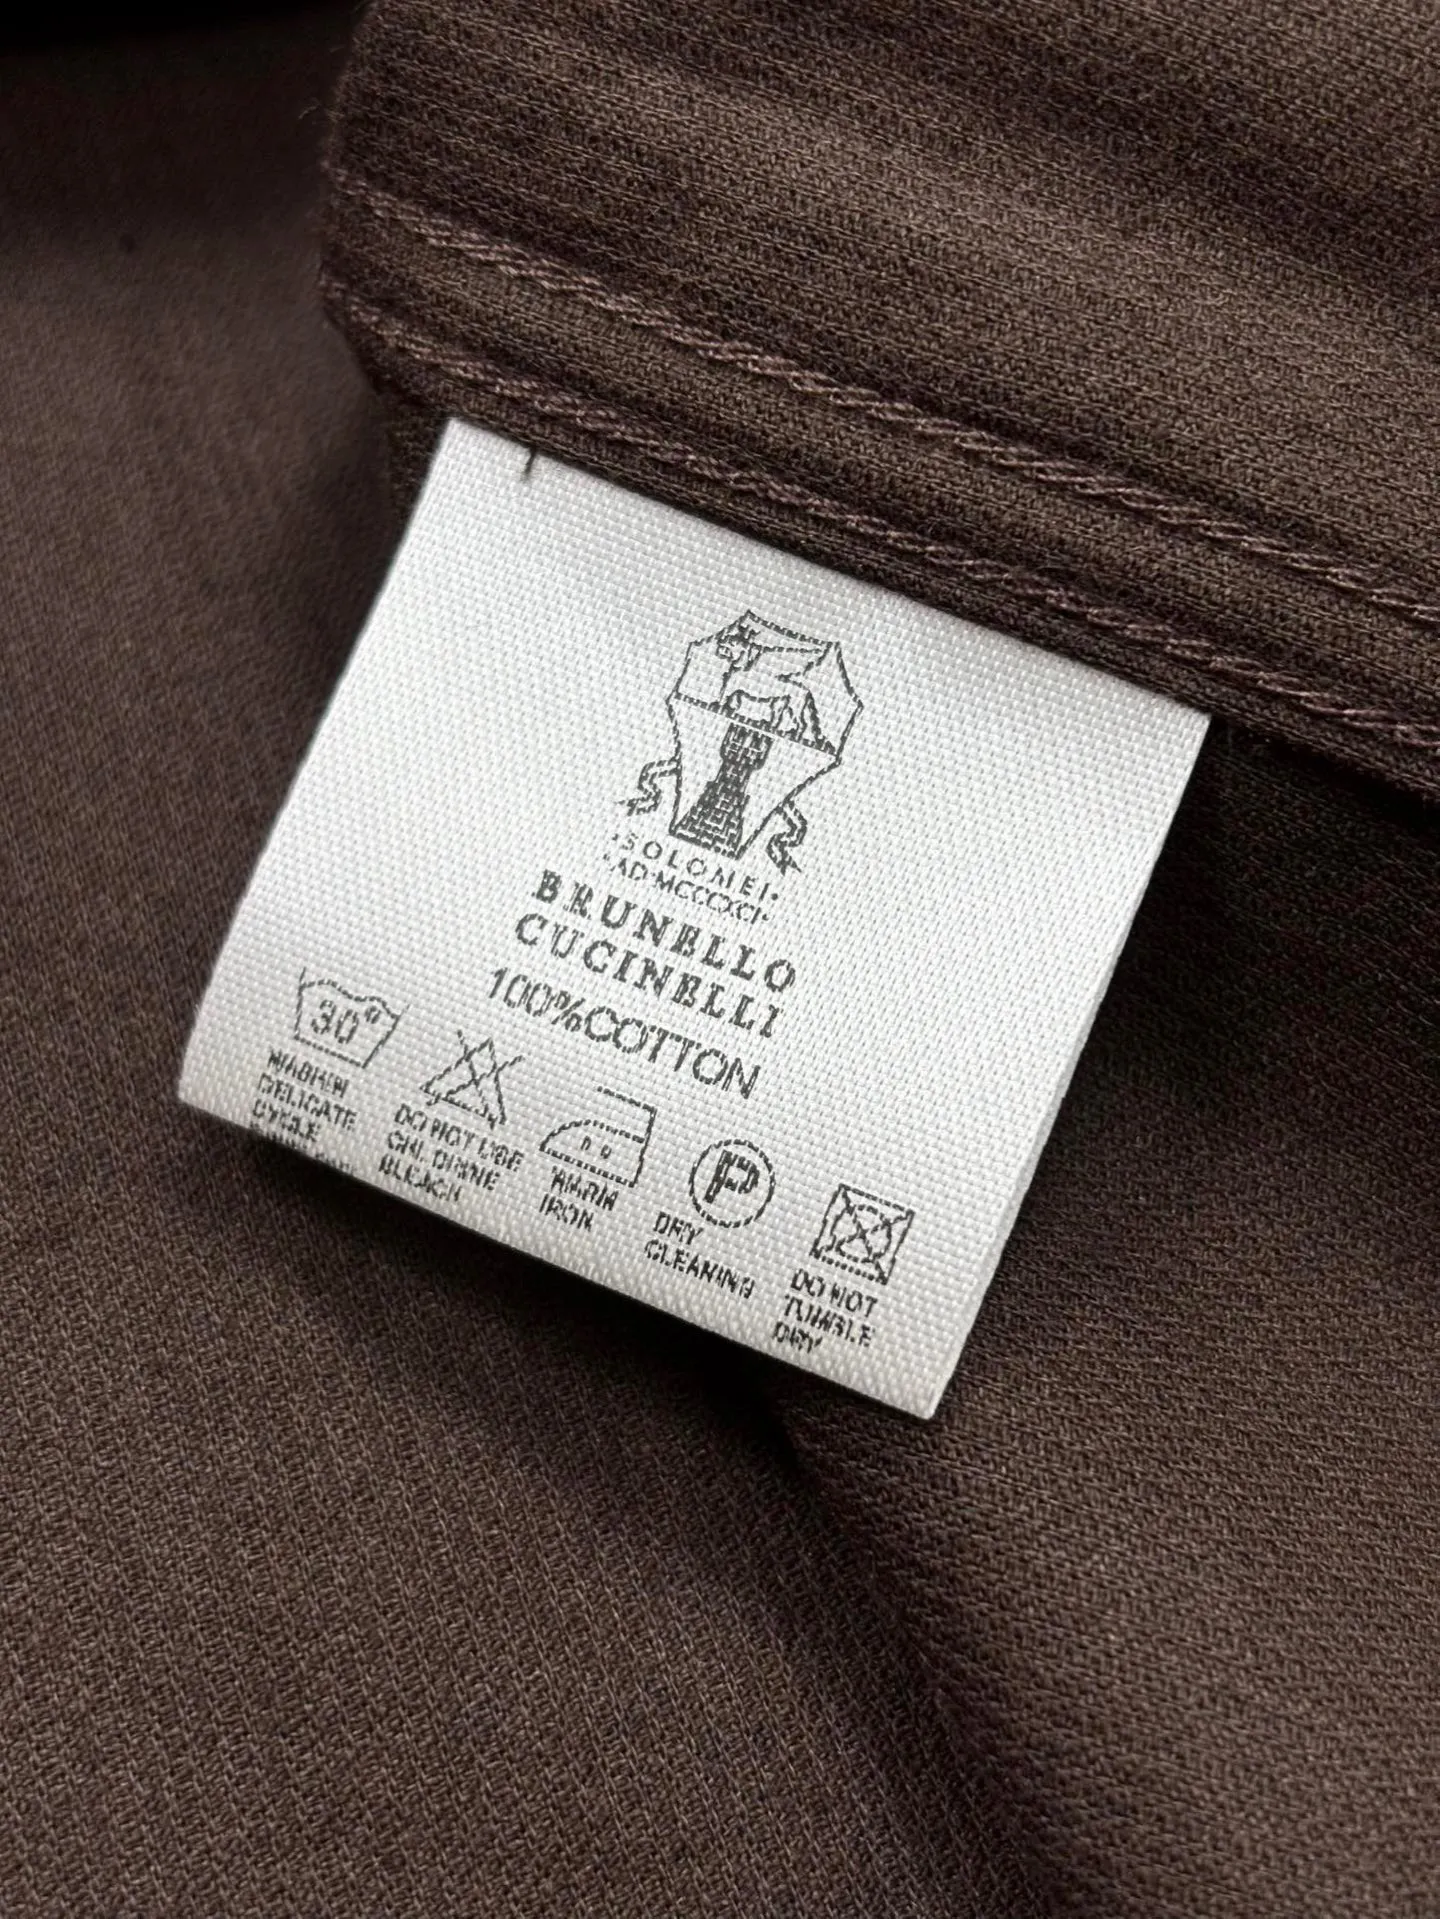 ·SOLOMEI·
·AD·MCCCXCI·
BRUNELLO
CUCINELLI
100%COTTON
30°
DELICATE
CYCLE
DO NOT USE
CHLORINE
BLEACH
WARM
IRON
P
DRY
CLEANING
DO NOT
TUMBLE
DRY